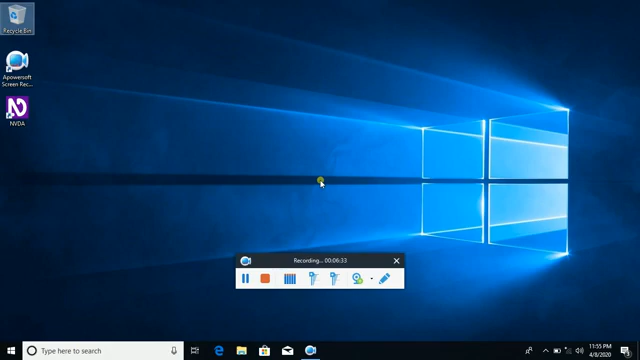 Recycle Bin
Apowersoft
Screen Rec...
NVDA
Recording... 00:06:33
Type here to search
11:55 PM
4/8/2020